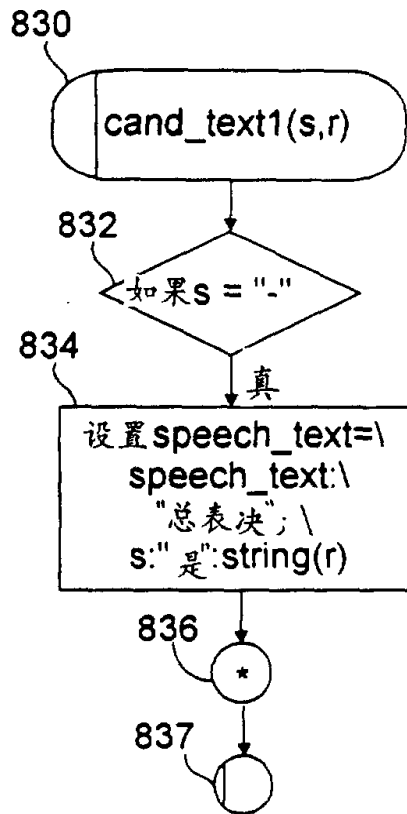 830
cand_text1(s,r)
832
如果s = "-"
真
834
设置speech_text=\
speech_text:\
"总表决"; \
s:"是":string(r)
836
*
837